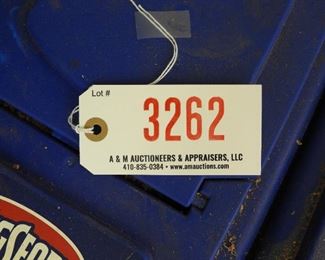 Lot #
3262
A & M AUCTIONEERS & APPRAISERS, LLC
410-835-0384 • www.amauctions.com